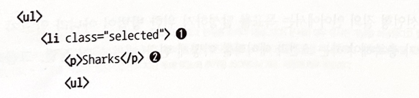 <ul>
<li class="selected"> ❶
<p>Sharks</p> ❷
<ul>